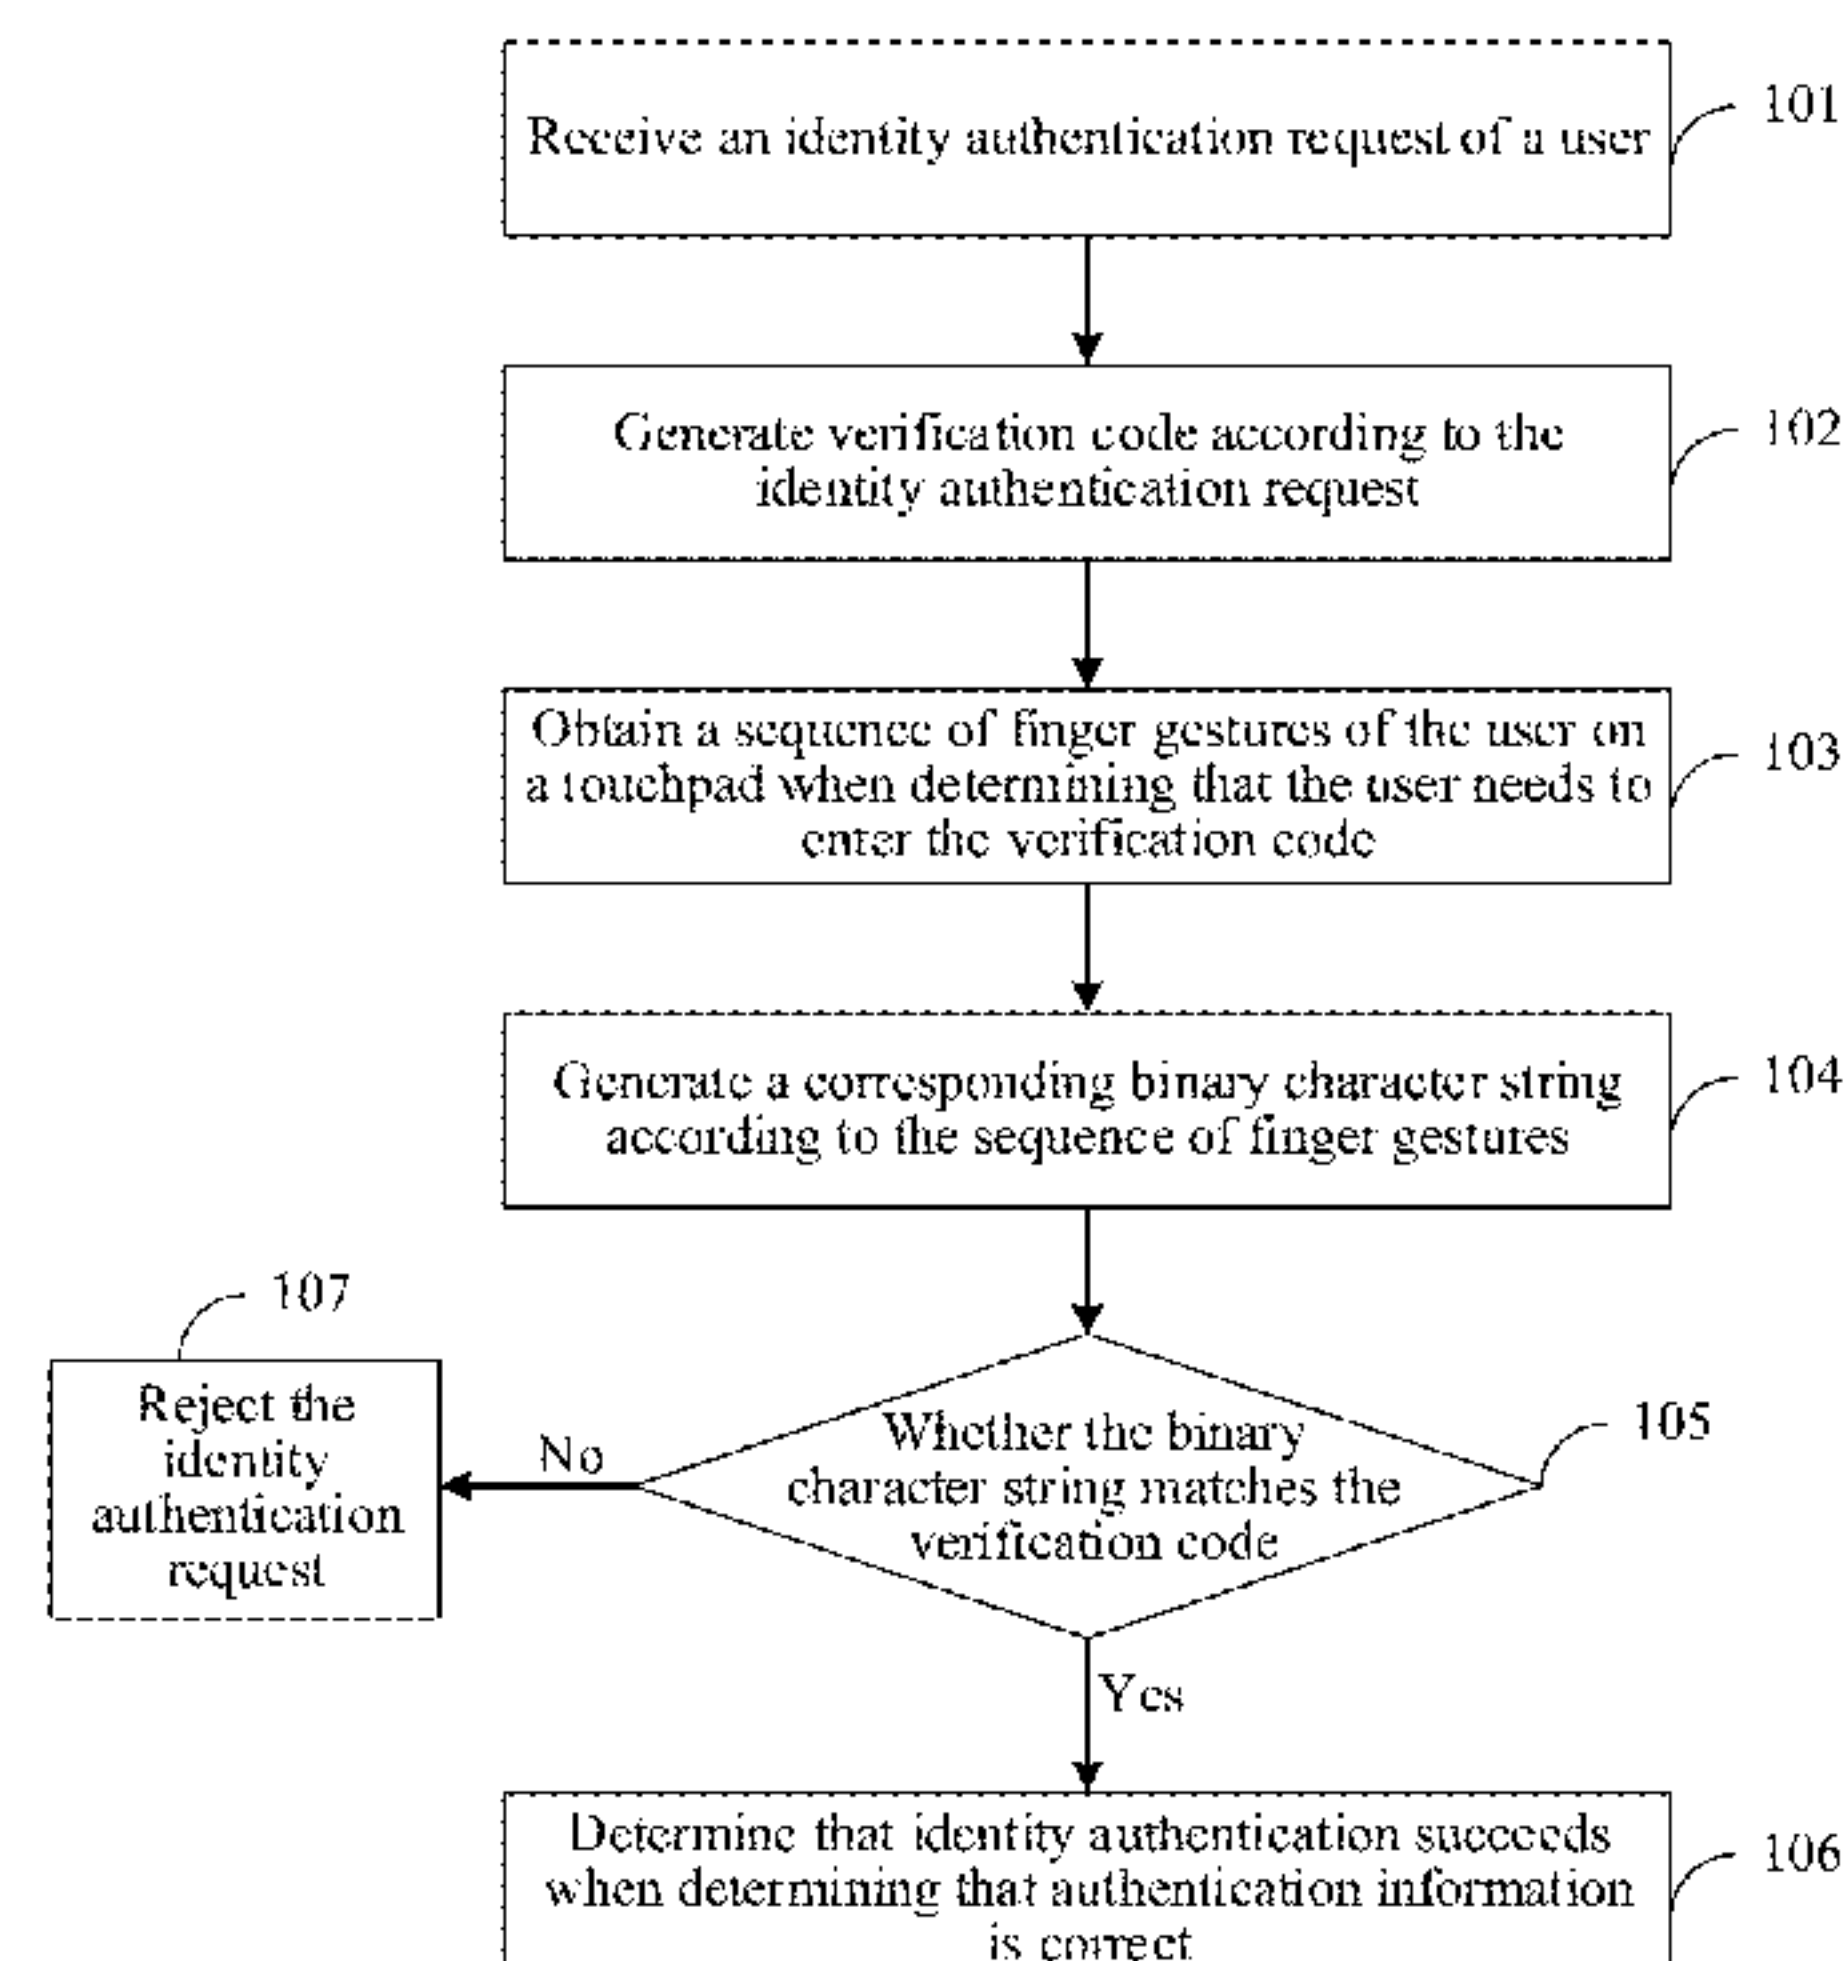 Receive an identity authentication request of a user
101
Generate verification code according to the
identity authentication request
102
Obtain a sequence of finger gestures of the user on
a touchpad when determining that the user needs to
enter the verification code
103
Generate a corresponding binary character string
according to the sequence of finger gestures
104
107
Reject the
identity
authentication
request
No
Whether the binary
character string matches the
verification code
105
Yes
Determine that identity authentication succeeds
when determining that authentication information
is correct
106